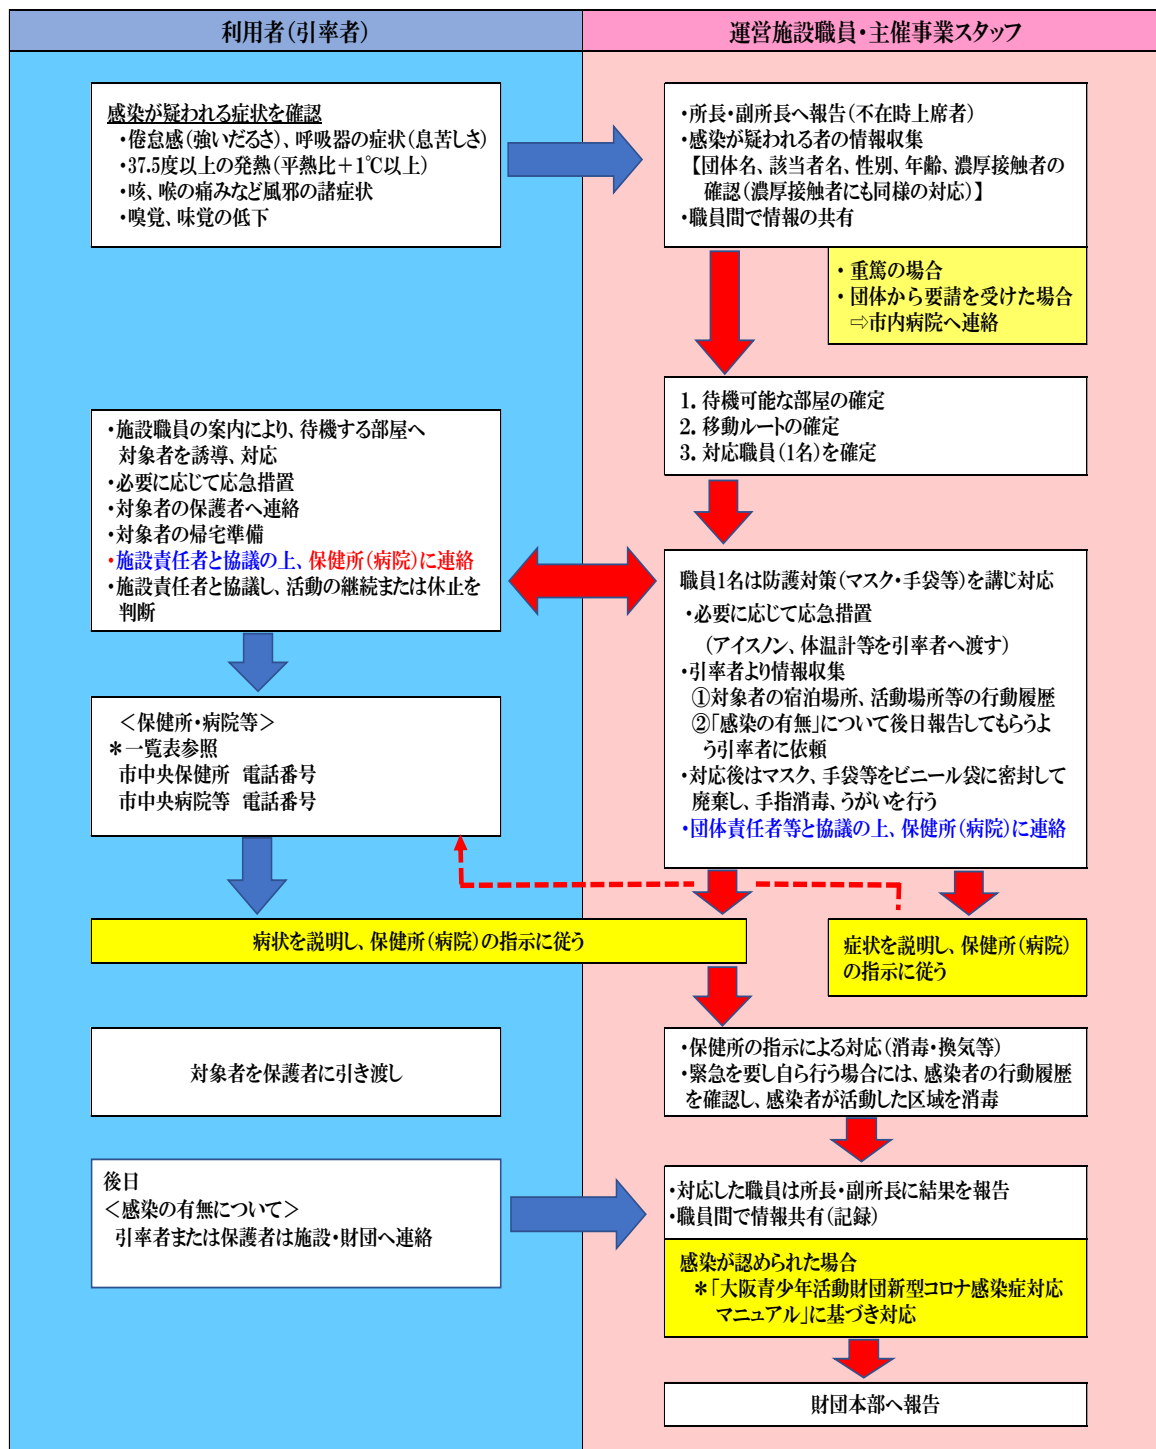 利用者(引率者)
運営施設職員・主催事業スタッフ
感染が疑われる症状を確認
・倦怠感(強いだるさ)、呼吸器の症状(息苦しさ)
・37.5度以上の発熱(平熱比+1℃以上)
・咳、喉の痛みなど風邪の諸症状
・嗅覚、味覚の低下
・所長・副所長へ報告(不在時上席者)
・感染が疑われる者の情報収集
【団体名、該当者名、性別、年齢、濃厚接触者の
確認(濃厚接触者にも同様の対応)】
・職員間で情報の共有
・ 重篤の場合
・ 団体から要請を受けた場合
⇨市内病院へ連絡
1. 待機可能な部屋の確定
2. 移動ルートの確定
3. 対応職員(1名)を確定
・施設職員の案内により、待機する部屋へ
対象者を誘導、対応
・必要に応じて応急措置
・対象者の保護者へ連絡
・対象者の帰宅準備
・施設責任者と協議の上、保健所(病院)に連絡
・施設責任者と協議し、活動の継続または休止を
判断
職員1名は防護対策(マスク・手袋等)を講じ対応
・必要に応じて応急措置
(アイスノン、体温計等を引率者へ渡す)
・引率者より情報収集
①対象者の宿泊場所、活動場所等の行動履歴
②「感染の有無」について後日報告してもらうよ
う引率者に依頼
・対応後はマスク、手袋等をビニール袋に密封して
廃棄し、手指消毒、うがいを行う
・団体責任者等と協議の上、保健所(病院)に連絡
<保健所・病院等>
*一覧表参照
市中央保健所 電話番号
市中央病院等 電話番号
病状を説明し、保健所(病院)の指示に従う
症状を説明し、保健所(病院)
の指示に従う
対象者を保護者に引き渡し
・保健所の指示による対応(消毒・換気等)
・緊急を要し自ら行う場合には、感染者の行動履歴
を確認し、感染者が活動した区域を消毒
後日
<感染の有無について>
引率者または保護者は施設・財団へ連絡
・対応した職員は所長・副所長に結果を報告
・職員間で情報共有(記録)
感染が認められた場合
*「大阪青少年活動財団新型コロナ感染症対応
マニュアル」に基づき対応
財団本部へ報告